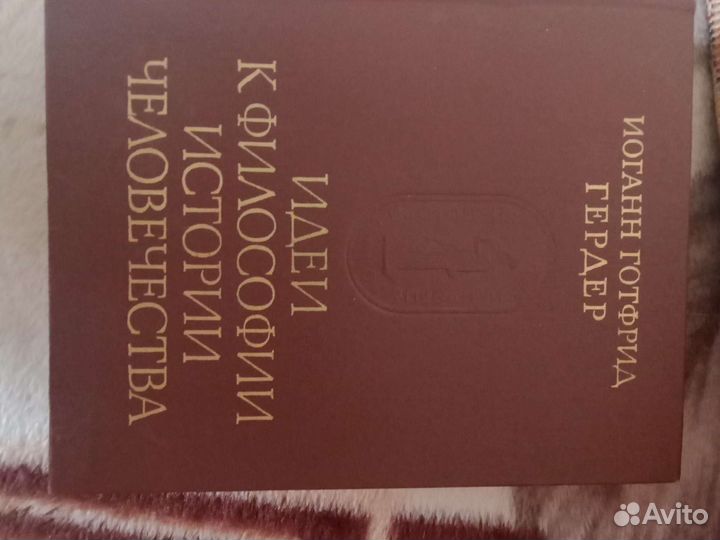 ИОГАНН ГОТФРИД
ГЕРДЕР
ИДЕИ
К ФИЛОСОФИИ
ИСТОРИИ
ЧЕЛОВЕЧЕСТВА
Avito